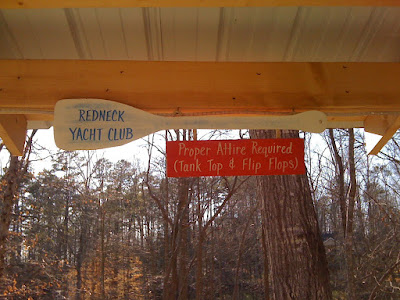 REDNECK
YACHT CLUB
Proper Attire Required
(Tank Top & Flip Flops)